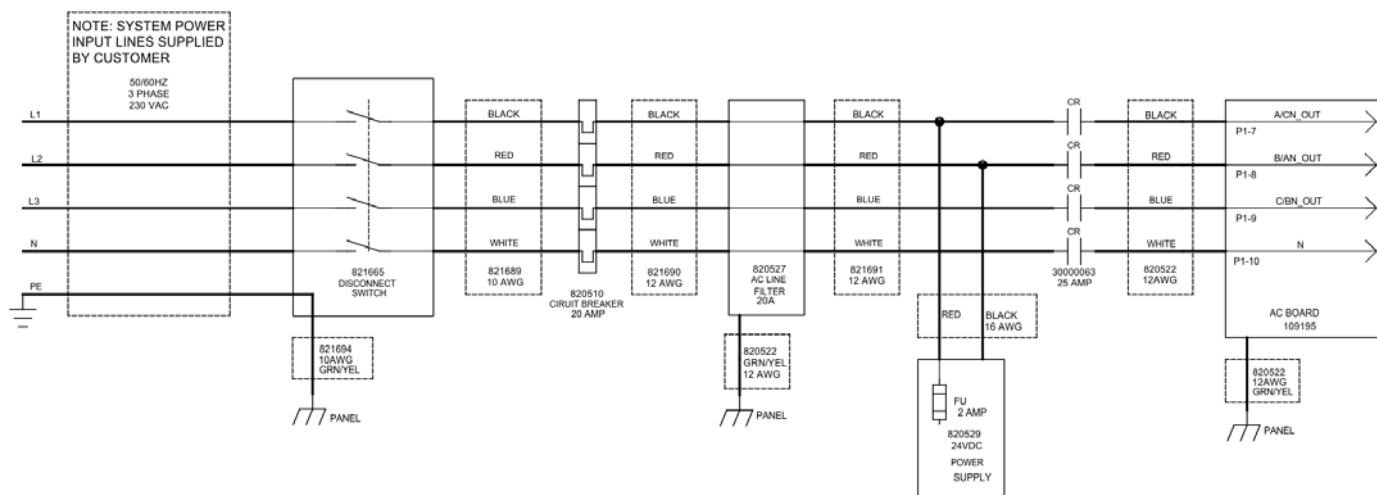 NOTE: SYSTEM POWER
INPUT LINES SUPPLIED
BY CUSTOMER
50/60HZ
3 PHASE
230 VAC
L1
L2
L3
N
PE
821665
DISCONNECT
SWITCH
821694
10AWG
GRN/YEL
PANEL
BLACK
RED
BLUE
WHITE
821689
10 AWG
820510
CIRUIT BREAKER
20 AMP
BLACK
RED
BLUE
WHITE
821690
12 AWG
820527
AC LINE
FILTER
20A
820522
GRN/YEL
12 AWG
PANEL
BLACK
RED
BLUE
WHITE
821691
12 AWG
RED
BLACK
16 AWG
FU
2 AMP
820529
24VDC
POWER
SUPPLY
CR
CR
CR
CR
30000063
25 AMP
BLACK
RED
BLUE
WHITE
820522
12AWG
A/CN_OUT
P1-7
B/AN_OUT
P1-8
C/BN_OUT
P1-9
N
P1-10
AC BOARD
109195
820522
12AWG
GRN/YEL
PANEL